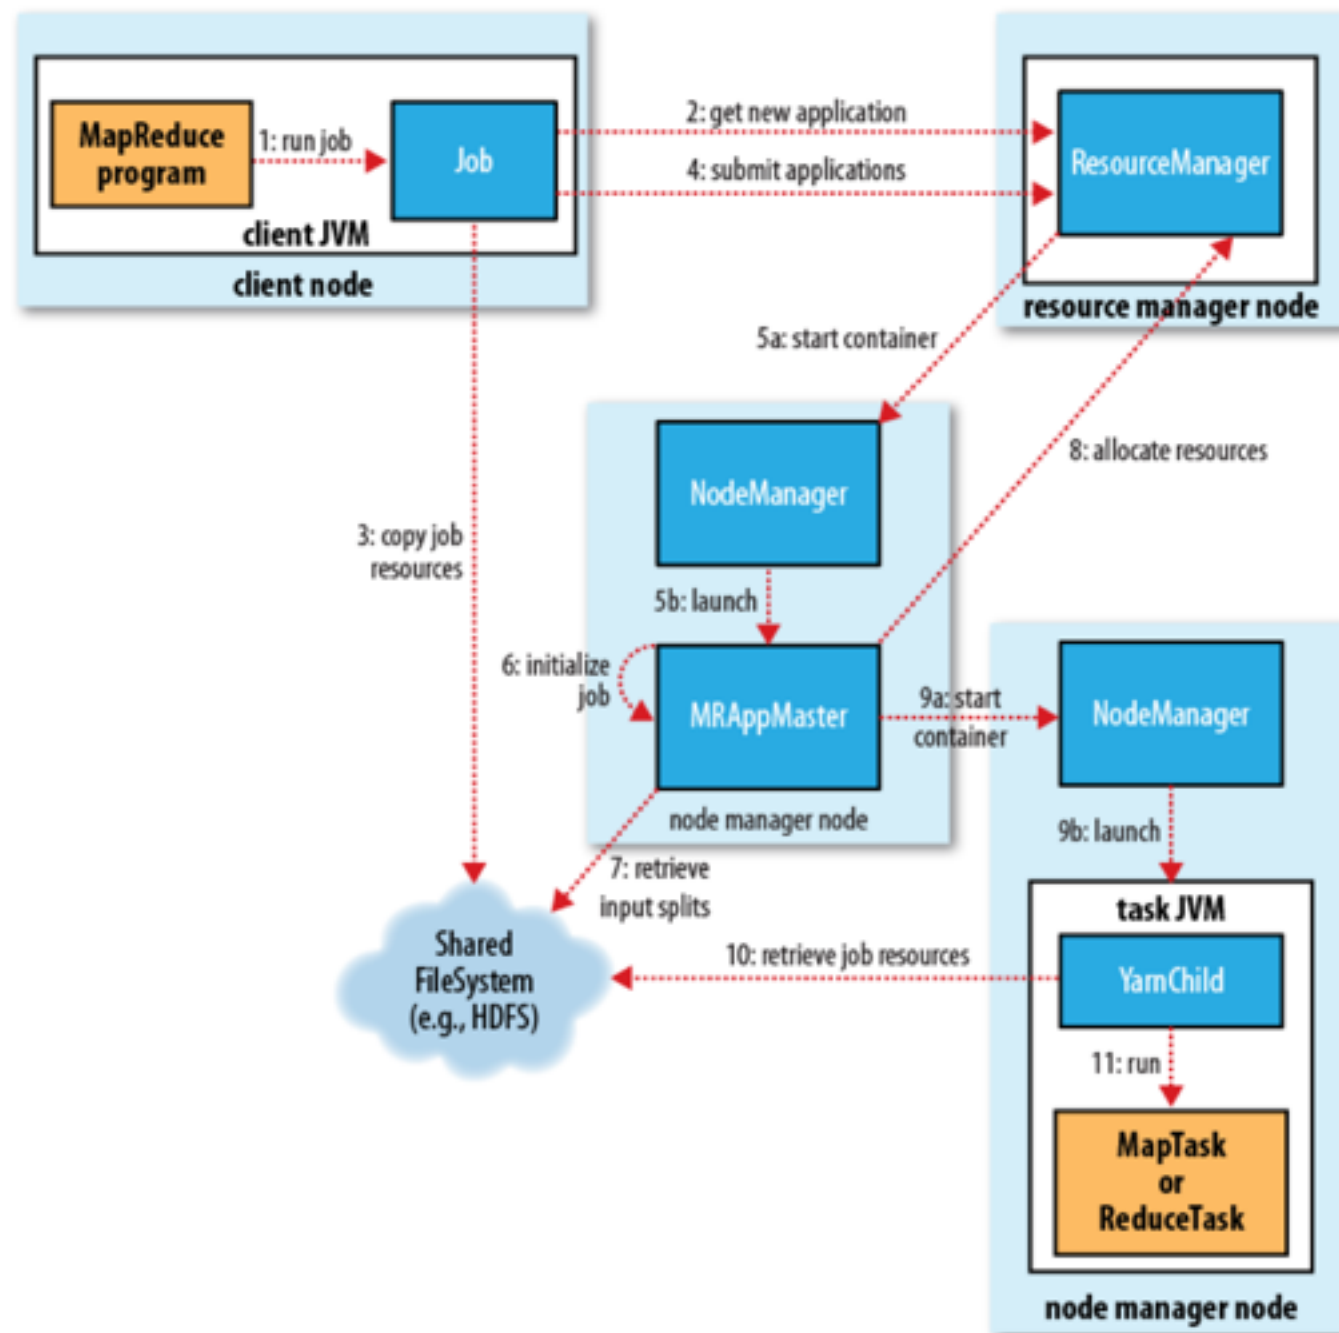 MapReduce
program
1: run job
Job
client JVM
client node
2: get new application
4: submit applications
ResourceManager
resource manager node
5a: start container
8: allocate resources
3: copy job
resources
NodeManager
5b: launch
6: initialize
job
MRAppMaster
node manager node
9a: start
container
NodeManager
9b: launch
7: retrieve
input splits
Shared
FileSystem
(e.g., HDFS)
10: retrieve job resources
task JVM
YarnChild
11: run
MapTask
or
ReduceTask
node manager node